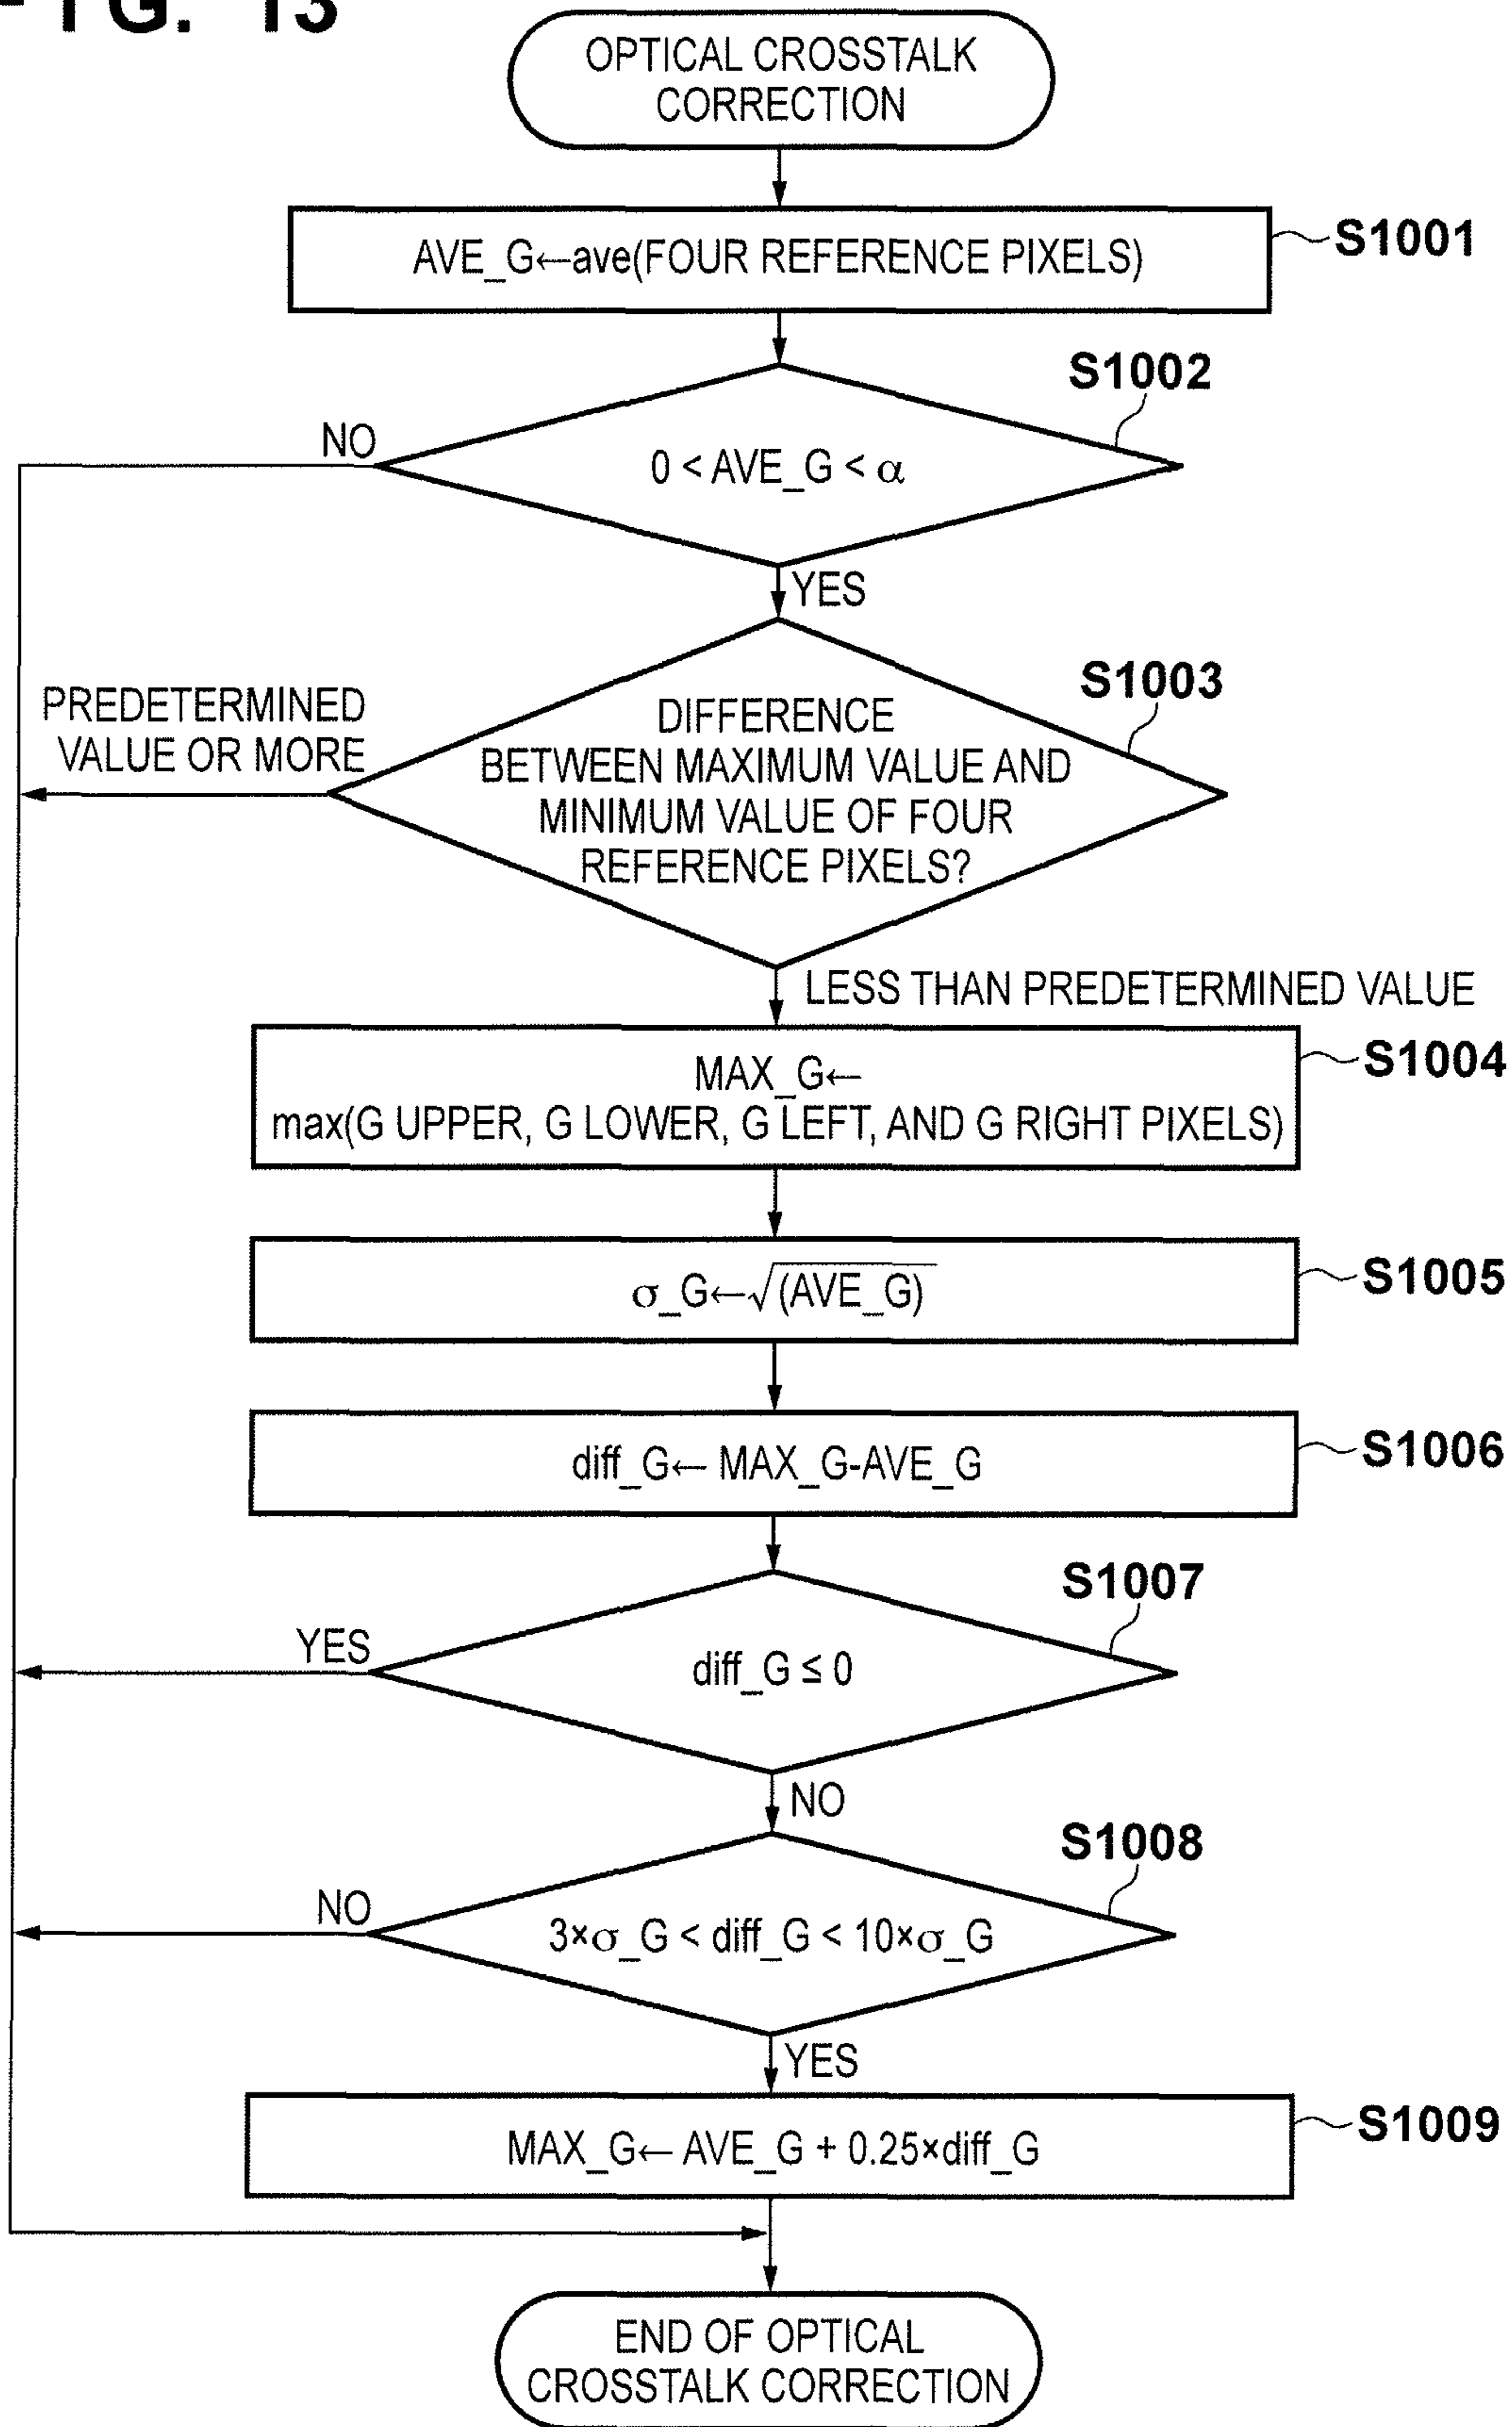 FIG. 13
OPTICAL CROSSTALK
CORRECTION
AVE_G←ave(FOUR REFERENCE PIXELS)
S1001
S1002
NO
0 < AVE_G < α
YES
S1003
PREDETERMINED
VALUE OR MORE
DIFFERENCE
BETWEEN MAXIMUM VALUE AND
MINIMUM VALUE OF FOUR
REFERENCE PIXELS?
LESS THAN PREDETERMINED VALUE
MAX_G←
max(G UPPER, G LOWER, G LEFT, AND G RIGHT PIXELS)
S1004
σ_G←√(AVE_G)
S1005
diff_G← MAX_G-AVE_G
S1006
S1007
YES
diff_G ≤ 0
NO
S1008
NO
3×σ_G < diff_G < 10×σ_G
YES
MAX_G← AVE_G + 0.25×diff_G
S1009
END OF OPTICAL
CROSSTALK CORRECTION